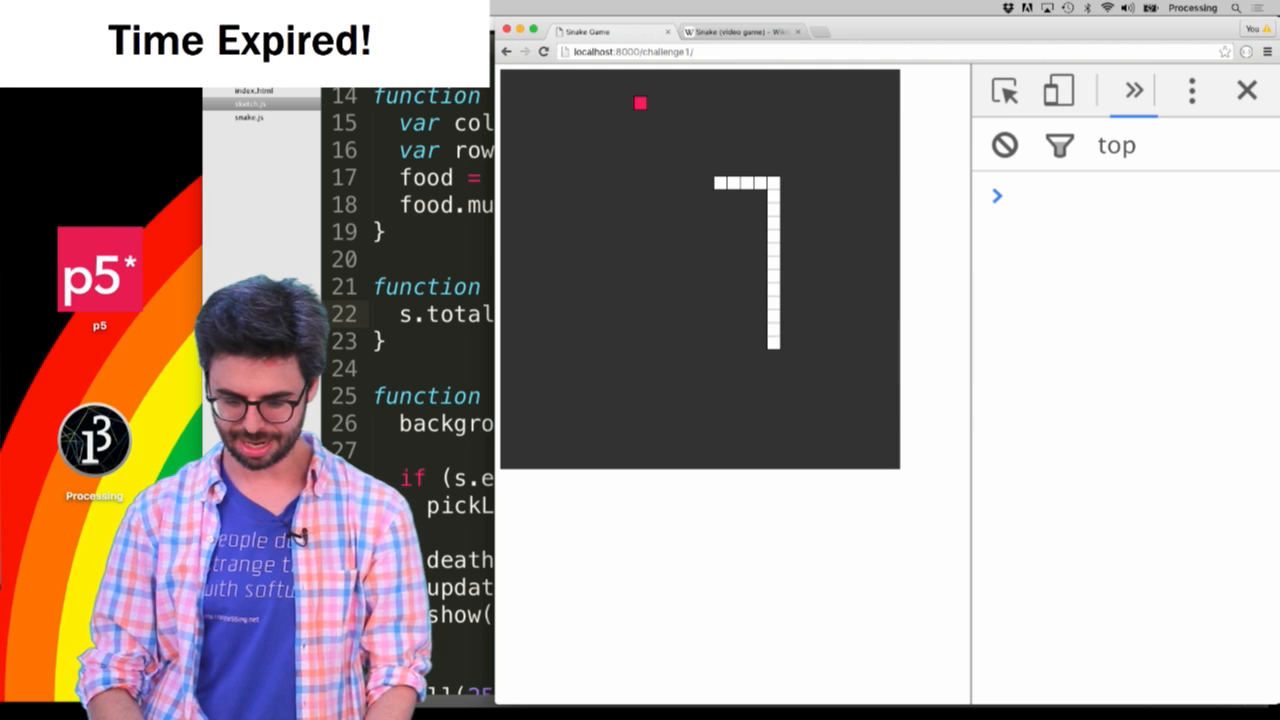 Time Expired!
Processing
Snake Game
Snake (video game) - Wiki
You
localhost:8000/challenge1/
top
index.html
sketch.js
snake.js
14 function
15 var col
16 var row
17 food =
18 food.mu
19 }
20
21 function
22 s.total
23 }
24
25 function
26 backgro
27
if (s.e
pickL
death
updat
show(
p5*
p5
Processing
eople d
trange t
with softw